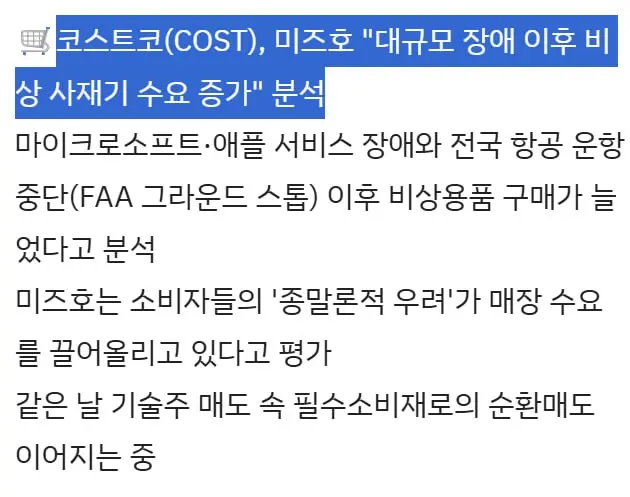 코스트코(COST), 미즈호 "대규모 장애 이후 비
상 사재기 수요 증가" 분석
마이크로소프트·애플 서비스 장애와 전국 항공 운항
중단(FAA 그라운드 스톱) 이후 비상용품 구매가 늘
었다고 분석
미즈호는 소비자들의 '종말론적 우려'가 매장 수요
를 끌어올리고 있다고 평가
같은 날 기술주 매도 속 필수소비재로의 순환매도
이어지는 중